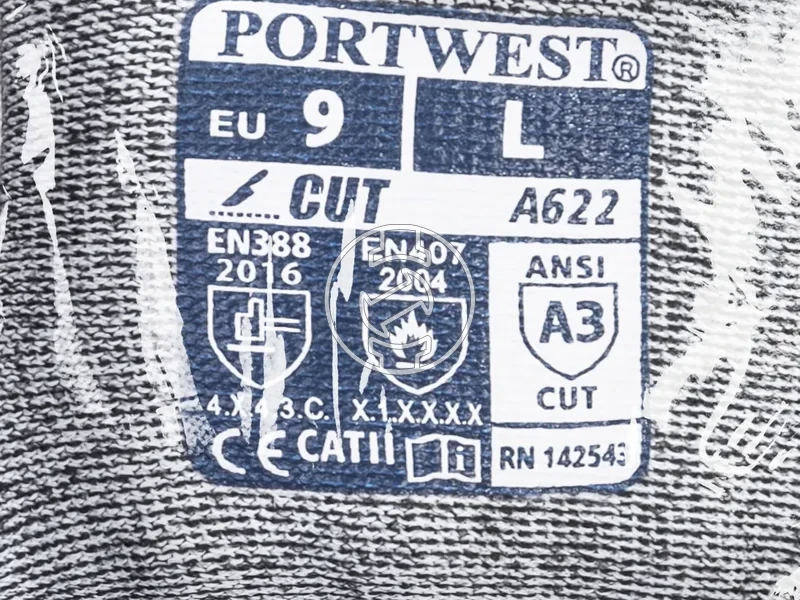 PORTWEST®
EU 9 L
CUT A622
EN388 EN407 ANSI
2016 2004 A3
4.X.4.3.C. X.1.X.X.X.X CUT
CE CATII i RN 142543